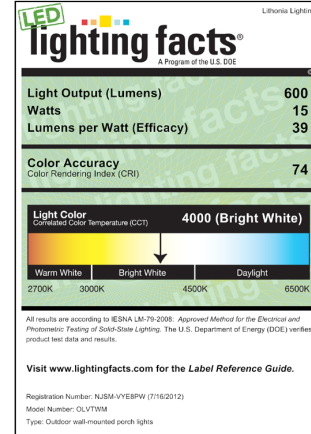 LED
Lithonia Lightin
lighting facts®
A Program of the U.S. DOE
Light Output (Lumens) 600
Watts 15
Lumens per Watt (Efficacy) 39
Color Accuracy
Color Rendering Index (CRI) 74
Light Color
Correlated Color Temperature (CCT) 4000 (Bright White)
Warm White Bright White Daylight
2700K 3000K 4500K 6500K
All results are according to IESNA LM-79-2008: Approved Method for the Electrical and
Photometric Testing of Solid-State Lighting. The U.S. Department of Energy (DOE) verifies
product test data and results.
Visit www.lightingfacts.com for the Label Reference Guide.
Registration Number: NJSM-VYE8PW (7/16/2012)
Model Number: OLVTWM
Type: Outdoor wall-mounted porch lights